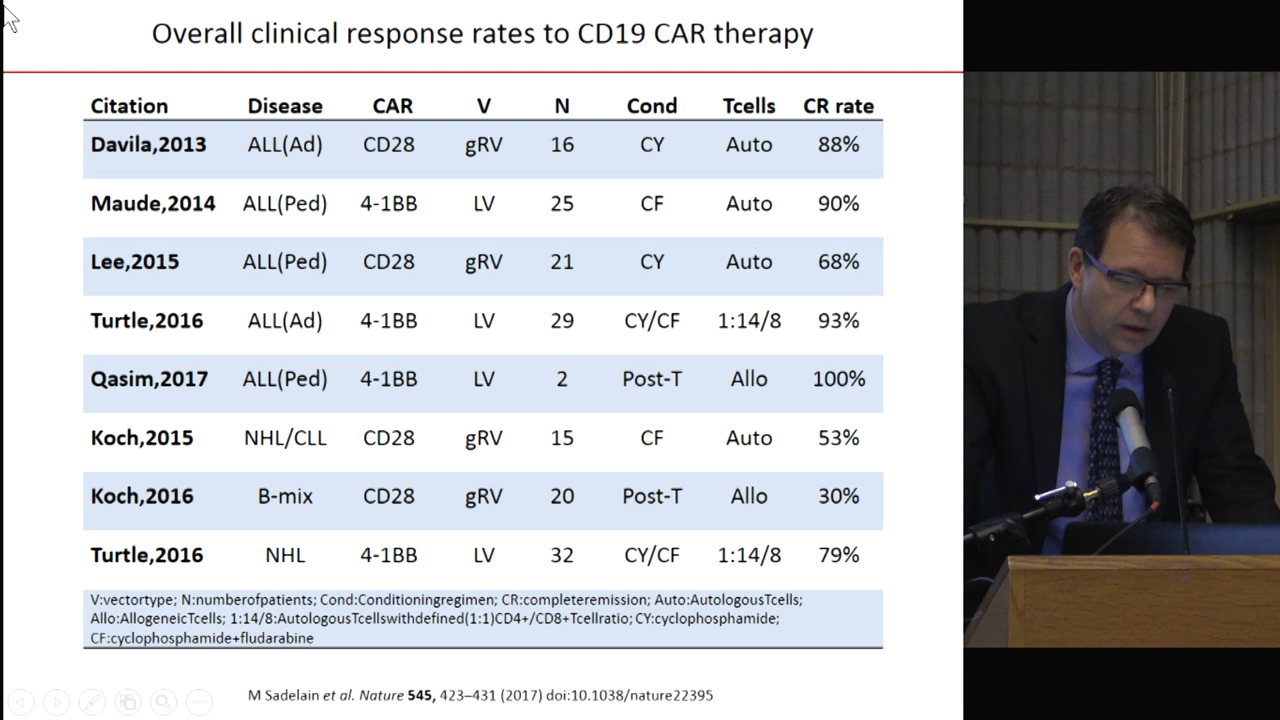 Overall clinical response rates to CD19 CAR therapy
Citation Disease CAR V N Cond Tcells CR rate
Davila,2013 ALL(Ad) CD28 gRV 16 CY Auto 88%
Maude,2014 ALL(Ped) 4-1BB LV 25 CF Auto 90%
Lee,2015 ALL(Ped) CD28 gRV 21 CY Auto 68%
Turtle,2016 ALL(Ad) 4-1BB LV 29 CY/CF 1:14/8 93%
Qasim,2017 ALL(Ped) 4-1BB LV 2 Post-T Allo 100%
Koch,2015 NHL/CLL CD28 gRV 15 CF Auto 53%
Koch,2016 B-mix CD28 gRV 20 Post-T Allo 30%
Turtle,2016 NHL 4-1BB LV 32 CY/CF 1:14/8 79%
V:vectortype; N:numberofpatients; Cond:Conditioningregimen; CR:completeremission; Auto:AutologousTcells;
Allo:AllogeneicTcells; 1:14/8:AutologousTcellswithdefined(1:1)CD4+/CD8+Tcellratio; CY:cyclophosphamide;
CF:cyclophosphamide+fludarabine
M Sadelain et al. Nature 545, 423–431 (2017) doi:10.1038/nature22395